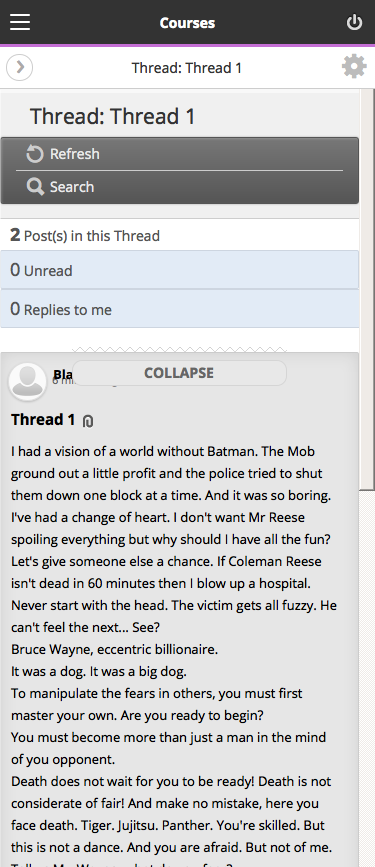 Courses
Thread: Thread 1
Thread: Thread 1
Refresh
Search
2 Post(s) in this Thread
0 Unread
0 Replies to me
COLLAPSE
Thread 1
I had a vision of a world without Batman. The Mob
ground out a little profit and the police tried to shut
them down one block at a time. And it was so boring.
I've had a change of heart. I don't want Mr Reese
spoiling everything but why should I have all the fun?
Let's give someone else a chance. If Coleman Reese
isn't dead in 60 minutes then I blow up a hospital.
Never start with the head. The victim gets all fuzzy. He
can't feel the next... See?
Bruce Wayne, eccentric billionaire.
It was a dog. It was a big dog.
To manipulate the fears in others, you must first
master your own. Are you ready to begin?
You must become more than just a man in the mind
of you opponent.
Death does not wait for you to be ready! Death is not
considerate of fair! And make no mistake, here you
face death. Tiger. Jujitsu. Panther. You're skilled. But
this is not a dance. And you are afraid. But not of me.